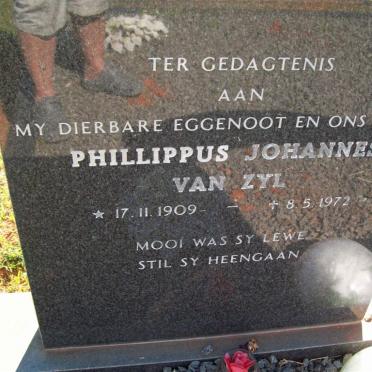 TER GEDAGTENIS
AAN
MY DIERBARE EGGENOOT EN ONS
PHILLIPPUS JOHANNES
VAN ZYL
* 17.11.1909 - † 8.5.1972
MOOI WAS SY LEWE
STIL SY HEENGAAN